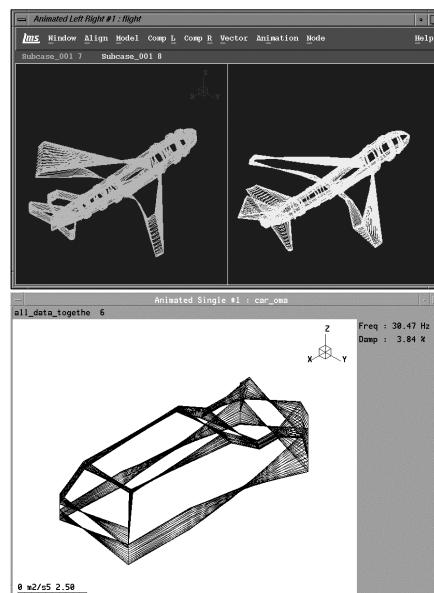 Animated Left Right #1 : flight
lms Window Align Model Comp L Comp R Vector Animation Node Help
Subcase_001 7 Subcase_001 8
Animated Single #1 : car_oma
all_data_togethe 6
Freq : 30.47 Hz
Damp : 3.84 %
Z
X Y
0 m2/s5 2.50